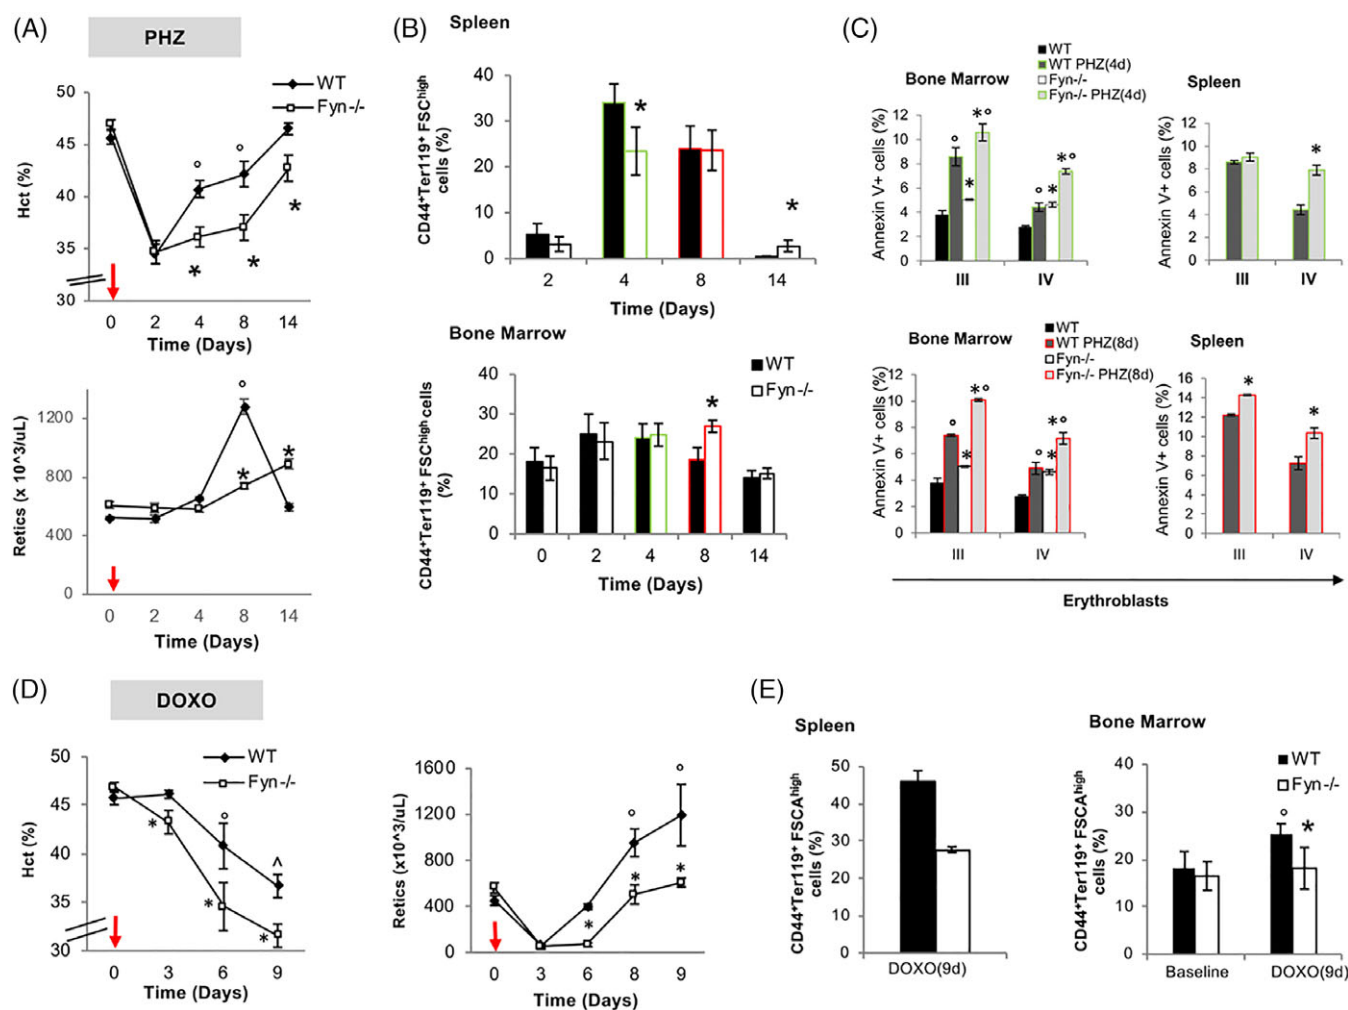 (A)
PHZ
WT
Fyn-/-
Hct (%)
50
45
40
35
30
° °
* * *
0 2 4 8 14
Time (Days)
Retics (x 10^3/uL)
1200
800
400
0
°
* *
0 2 4 8 14
Time (Days)
(B)
Spleen
CD44+Ter119+ FSChigh
cells (%)
40
30
20
10
0
* *
2 4 8 14
Time (Days)
Bone Marrow
WT
Fyn-/-
CD44+Ter119+ FSChigh cells
(%)
40
30
20
10
0
*
0 2 4 8 14
Time (Days)
(C)
WT
WT PHZ(4d)
Fyn-/-
Fyn-/- PHZ(4d)
Bone Marrow
Annexin V+ cells (%)
12
10
8
6
4
2
0
° * *° ° * *°
III IV
Spleen
Annexin V+ cells (%)
12
10
8
6
4
2
0
*
III IV
WT
WT PHZ(8d)
Fyn-/-
Fyn-/- PHZ(8d)
Bone Marrow
Annexin V+ cells (%)
12
10
8
6
4
2
0
° * *° ° * *°
III IV
Spleen
Annexin V+ cells (%)
16
14
12
10
8
6
4
2
0
* *
III IV
Erythroblasts
(D)
DOXO
WT
Fyn-/-
Hct (%)
50
45
40
35
30
° ^
* * *
0 3 6 9
Time (Days)
Retics (x10^3/uL)
1600
1200
800
400
0
° °
* * *
0 3 6 8 9
Time (Days)
(E)
Spleen
CD44+Ter119+ FSCAhigh
cells (%)
50
40
30
20
10
0
DOXO(9d)
Bone Marrow
WT
Fyn-/-
CD44+Ter119+ FSCAhigh
cells (%)
40
30
20
10
0
° *
Baseline DOXO(9d)